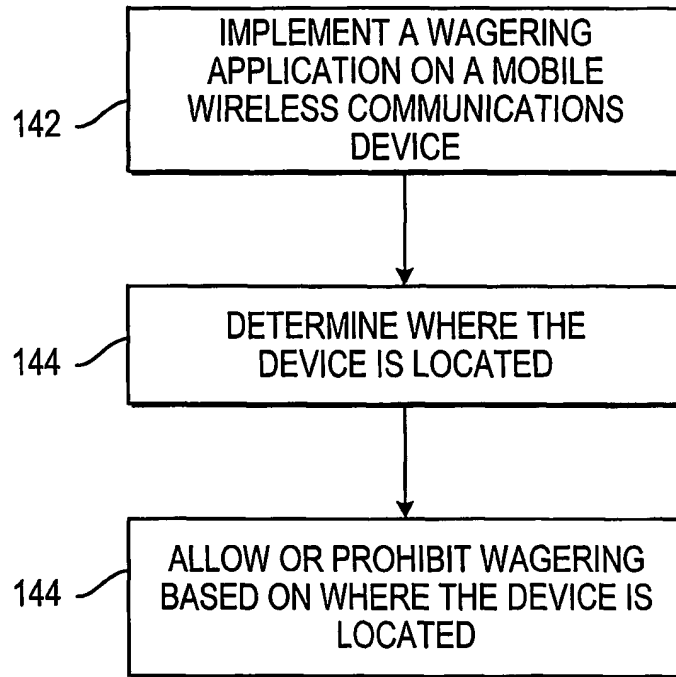 IMPLEMENT A WAGERING
APPLICATION ON A MOBILE
WIRELESS COMMUNICATIONS
DEVICE
142
DETERMINE WHERE THE
DEVICE IS LOCATED
144
ALLOW OR PROHIBIT WAGERING
BASED ON WHERE THE DEVICE IS
LOCATED
144